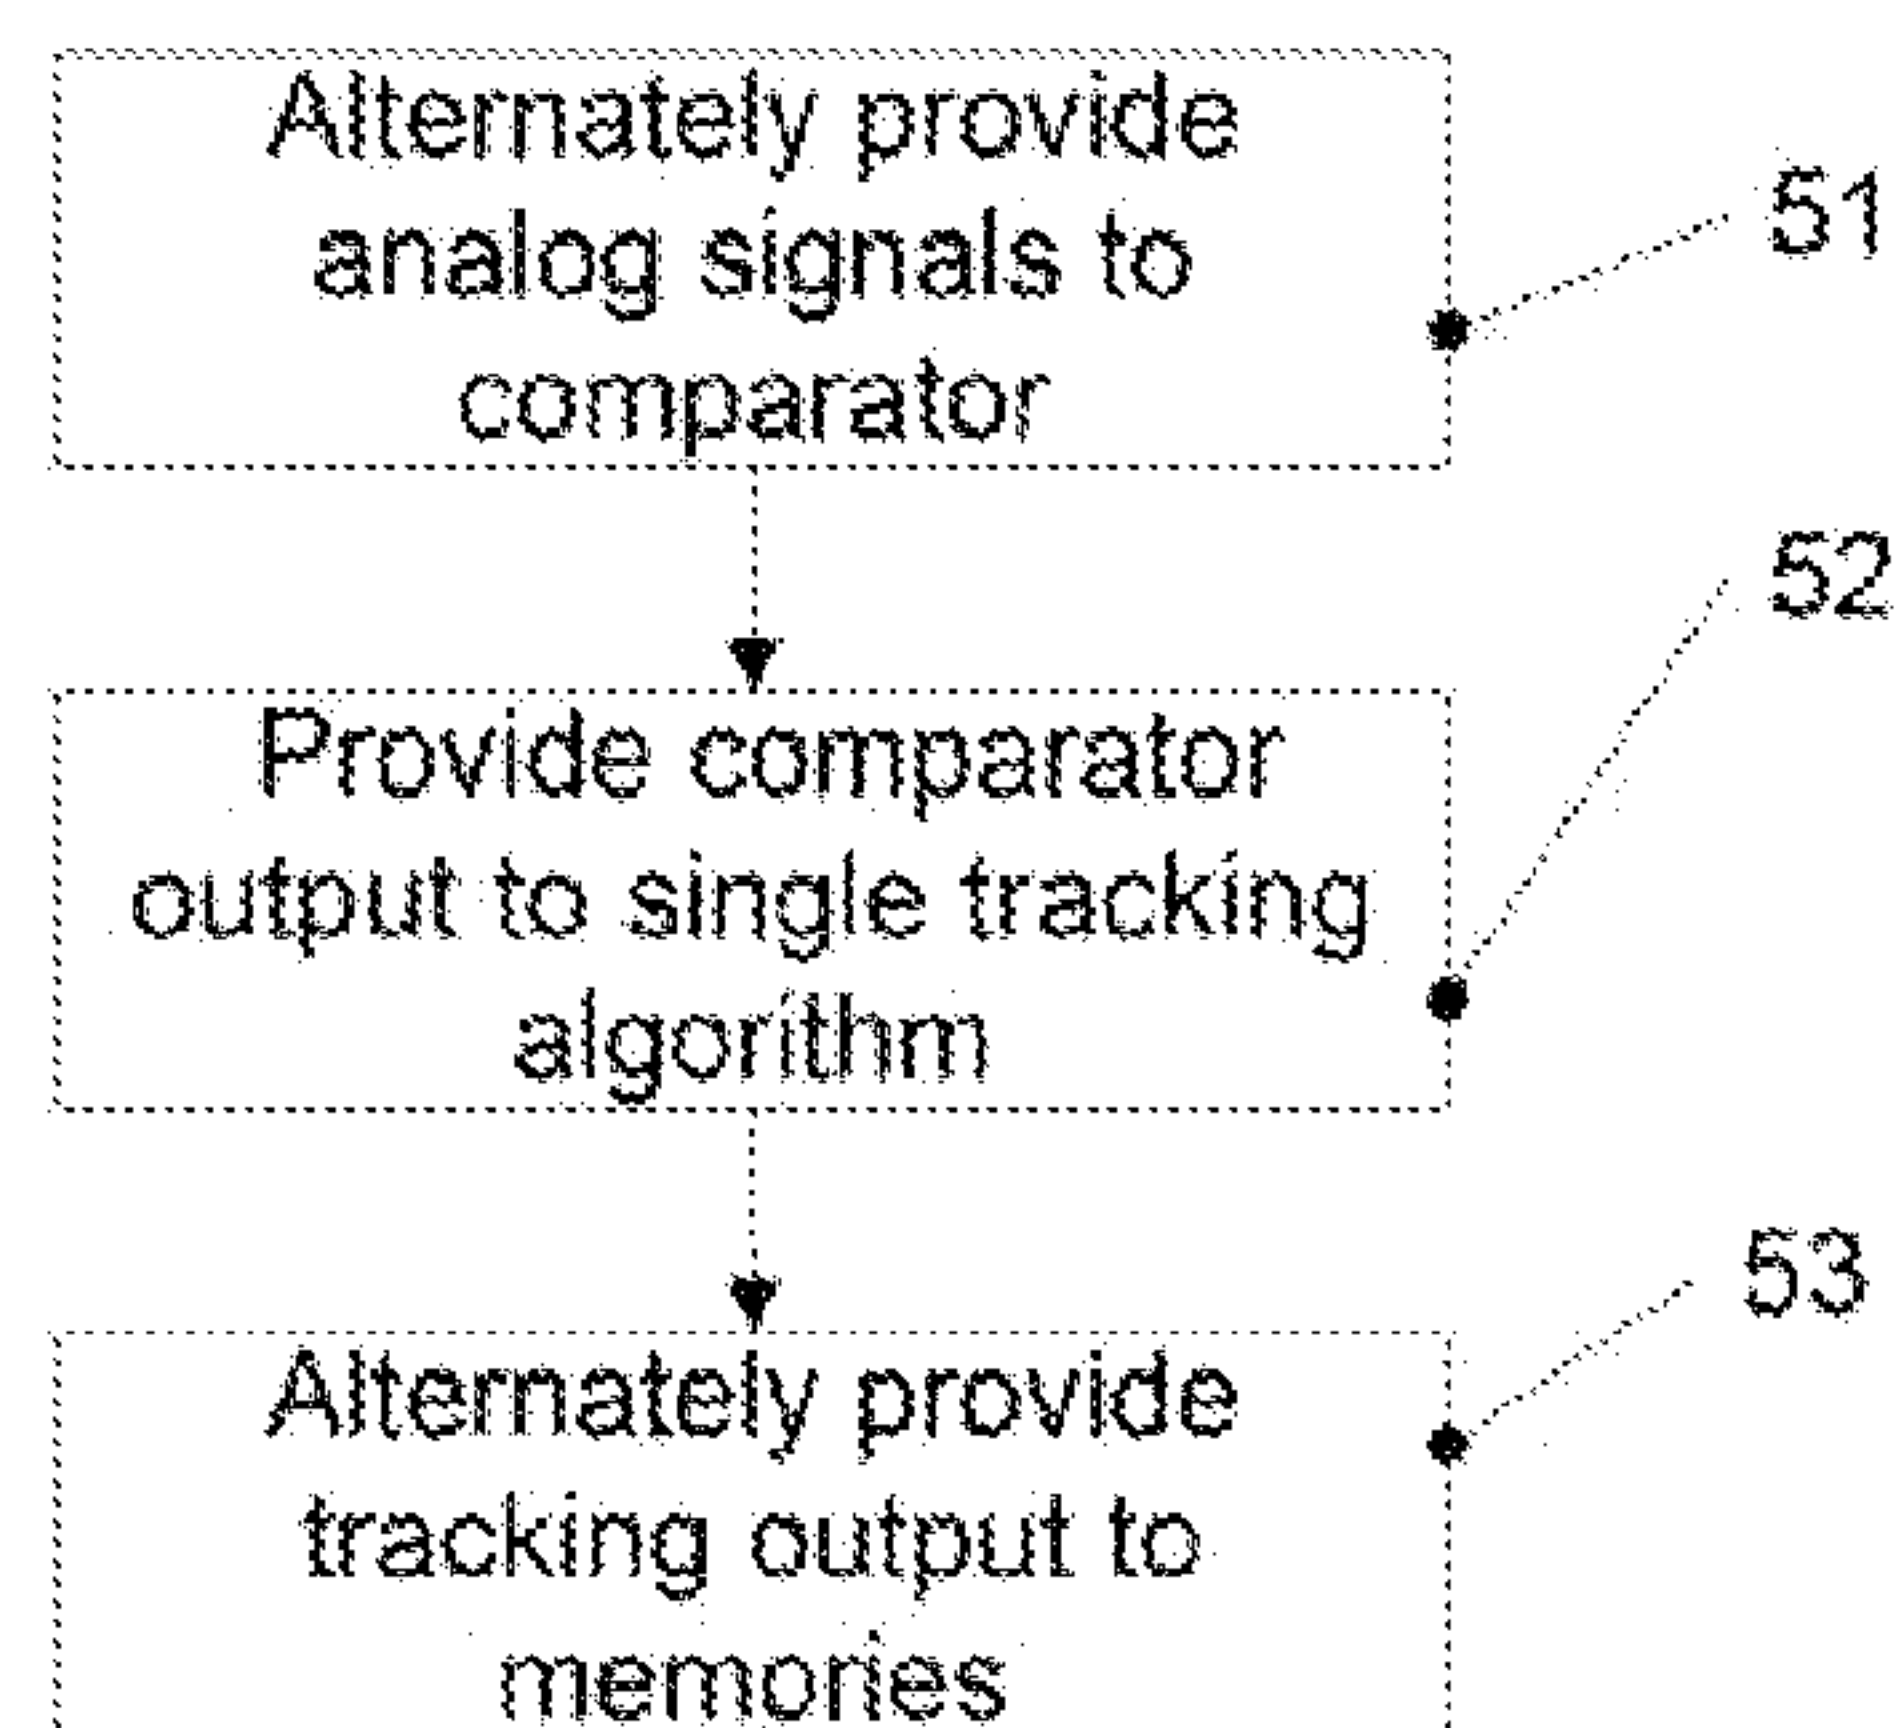 Alternately provide
analog signals to
comparator
51
52
Provide comparator
output to single tracking
algorithm
53
Alternately provide
tracking output to
memories